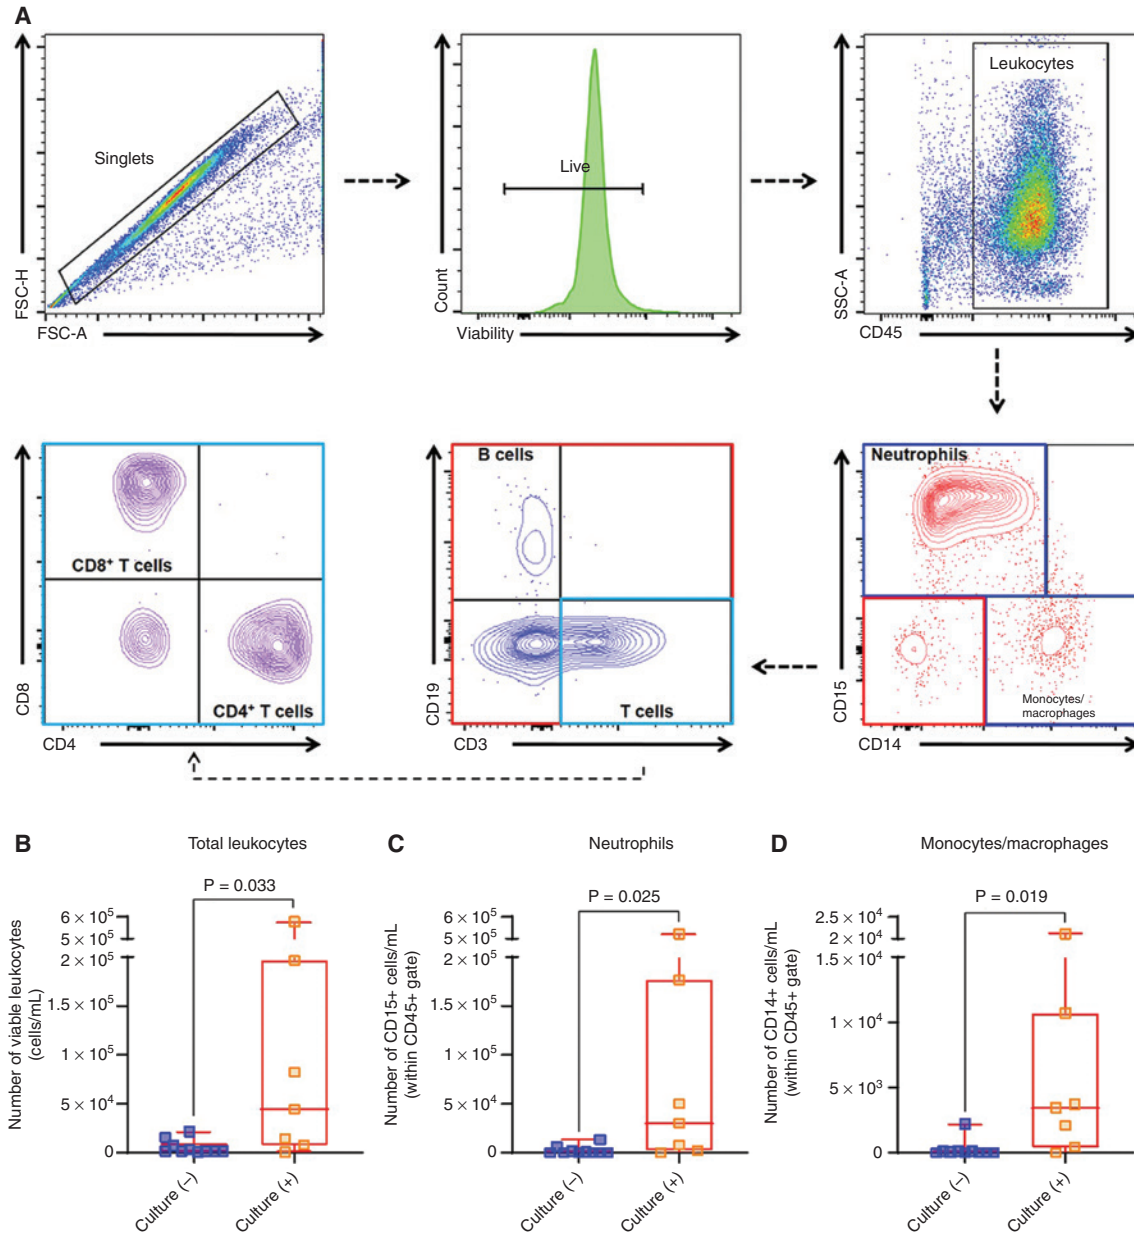 A
Singlets
FSC-H
FSC-A
Live
Count
Viability
Leukocytes
SSC-A
CD45
CD8+ T cells
CD4+ T cells
CD8
CD4
B cells
T cells
CD19
CD3
Neutrophils
Monocytes/
macrophages
CD15
CD14
B
Total leukocytes
P = 0.033
Number of viable leukocytes
(cells/mL)
6 × 10⁵
5 × 10⁵
2 × 10⁵
1.5 × 10⁵
1 × 10⁵
5 × 10⁴
0
Culture (–)
Culture (+)
C
Neutrophils
P = 0.025
Number of CD15+ cells/mL
(within CD45+ gate)
6 × 10⁵
5 × 10⁵
2 × 10⁵
1.5 × 10⁵
1 × 10⁵
5 × 10⁴
0
Culture (–)
Culture (+)
D
Monocytes/macrophages
P = 0.019
Number of CD14+ cells/mL
(within CD45+ gate)
2.5 × 10⁴
2 × 10⁴
1.5 × 10⁴
1 × 10⁴
5 × 10³
0
Culture (–)
Culture (+)